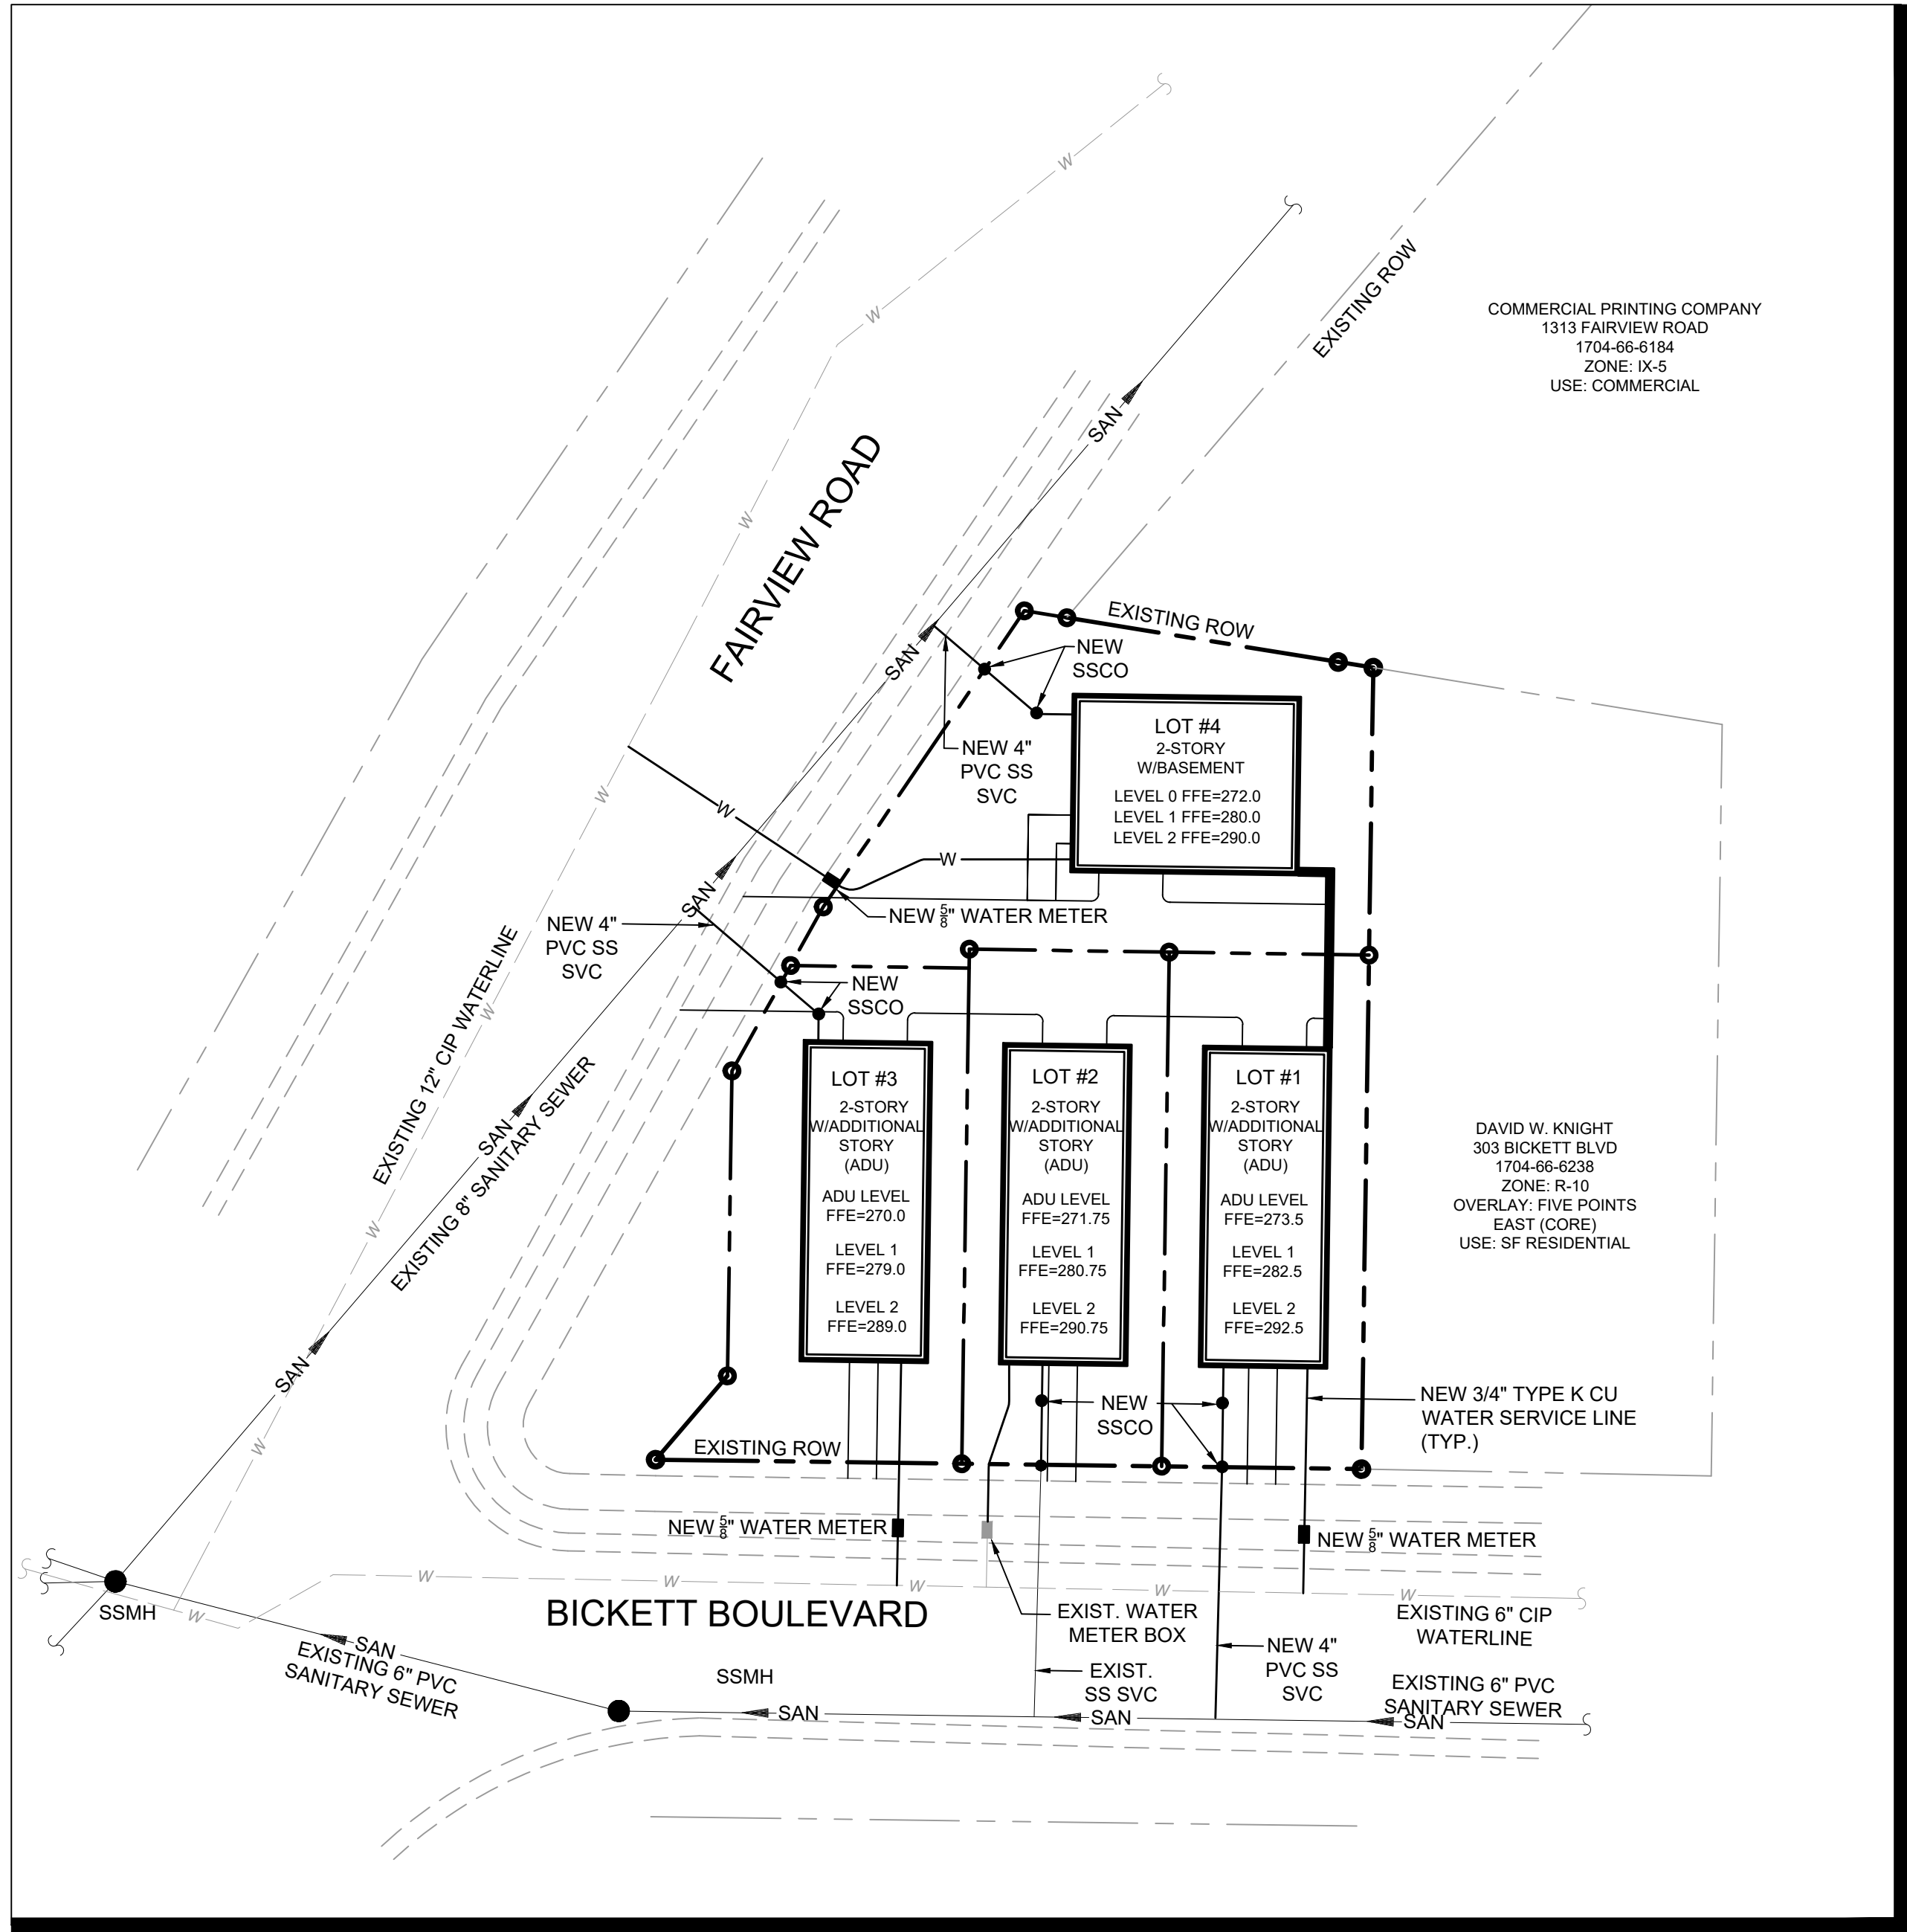 W
W
EXISTING ROW
COMMERCIAL PRINTING COMPANY
1313 FAIRVIEW ROAD
1704-66-6184
ZONE: IX-5
USE: COMMERCIAL
SAN
FAIRVIEW ROAD
W
EXISTING ROW
SAN
NEW
SSCO
LOT #4
2-STORY
W/BASEMENT
LEVEL 0 FFE=272.0
LEVEL 1 FFE=280.0
LEVEL 2 FFE=290.0
NEW 4"
PVC SS
SVC
W
W
W
SAN
NEW 5/8" WATER METER
NEW 4"
PVC SS
SVC
EXISTING 12" CIP WATERLINE
W
NEW
SSCO
SAN
EXISTING 8" SANITARY SEWER
W
LOT #3
2-STORY
W/ADDITIONAL
STORY
(ADU)
ADU LEVEL
FFE=270.0
LEVEL 1
FFE=279.0
LEVEL 2
FFE=289.0
LOT #2
2-STORY
W/ADDITIONAL
STORY
(ADU)
ADU LEVEL
FFE=271.75
LEVEL 1
FFE=280.75
LEVEL 2
FFE=290.75
LOT #1
2-STORY
W/ADDITIONAL
STORY
(ADU)
ADU LEVEL
FFE=273.5
LEVEL 1
FFE=282.5
LEVEL 2
FFE=292.5
DAVID W. KNIGHT
303 BICKETT BLVD
1704-66-6238
ZONE: R-10
OVERLAY: FIVE POINTS
EAST (CORE)
USE: SF RESIDENTIAL
SAN
W
EXISTING ROW
NEW
SSCO
NEW 3/4" TYPE K CU
WATER SERVICE LINE
(TYP.)
NEW 5/8" WATER METER
NEW 5/8" WATER METER
W
W
W
W
W
W
SSMH
BICKETT BOULEVARD
EXIST. WATER
METER BOX
EXISTING 6" CIP
WATERLINE
SAN
EXISTING 6" PVC
SANITARY SEWER
SSMH
EXIST.
SS SVC
NEW 4"
PVC SS
SVC
EXISTING 6" PVC
SANITARY SEWER
SAN
SAN
SAN